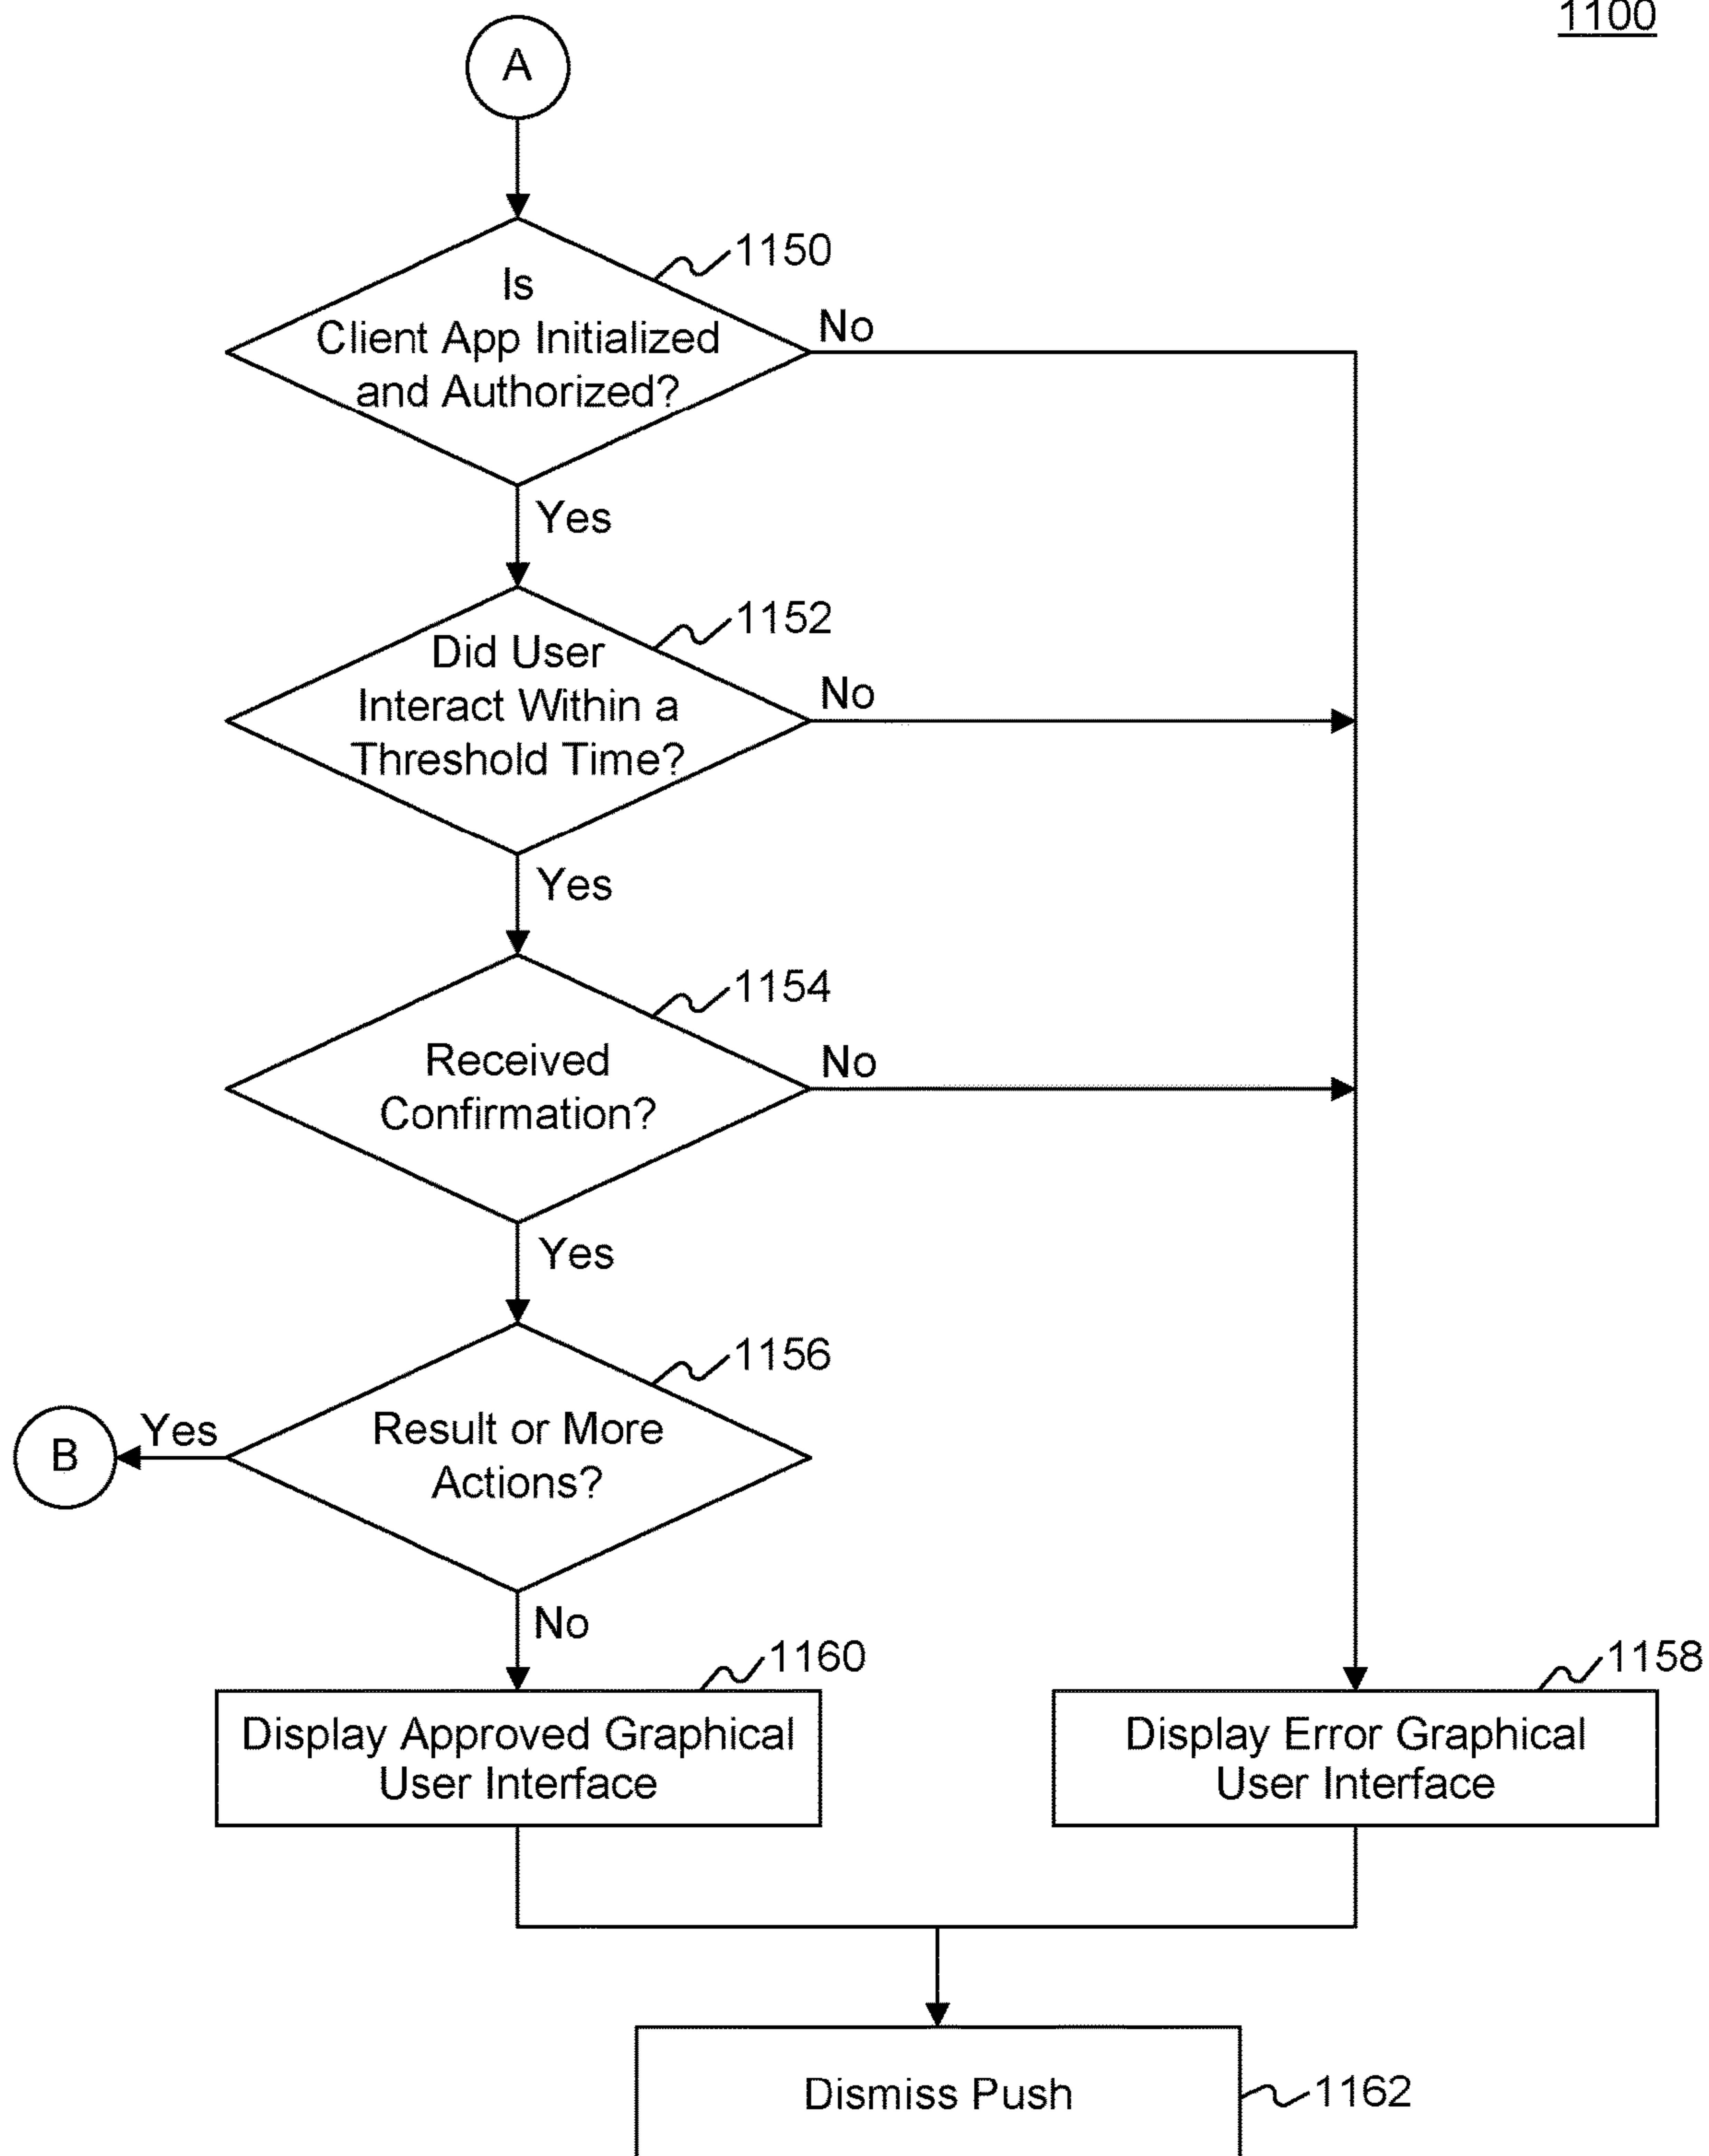 1100
A
1150
Is
Client App Initialized
and Authorized?
No
Yes
1152
Did User
Interact Within a
Threshold Time?
No
Yes
1154
Received
Confirmation?
No
Yes
1156
Result or More
Actions?
Yes
B
No
1160
Display Approved Graphical
User Interface
1158
Display Error Graphical
User Interface
Dismiss Push
1162